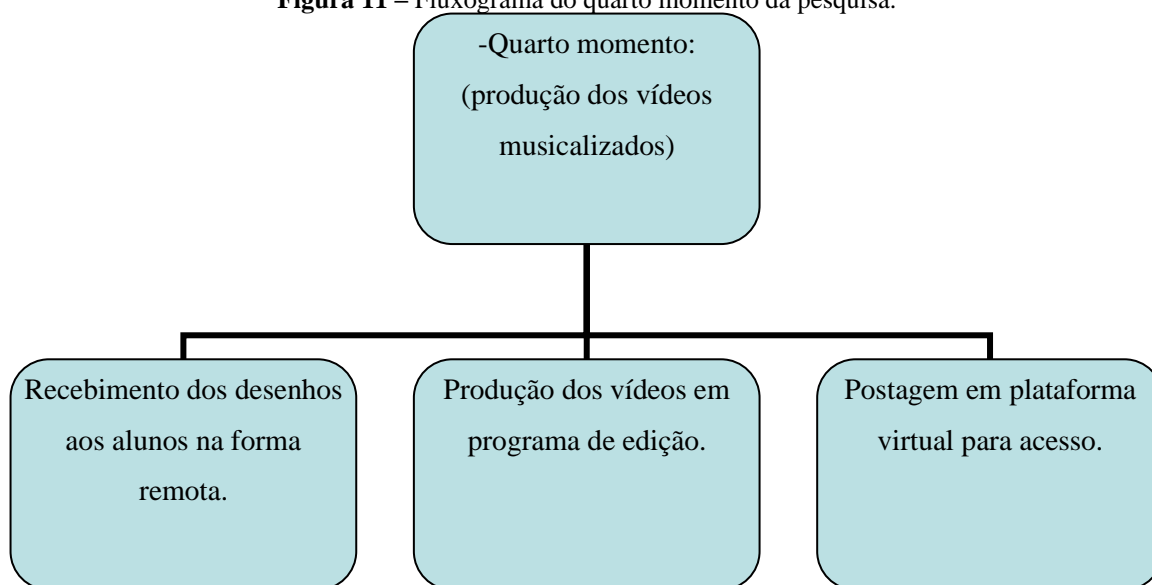 Figura 11 – Fluxograma do quarto momento da pesquisa.
-Quarto momento:
(produção dos vídeos
musicalizados)
Recebimento dos desenhos
aos alunos na forma
remota.
Produção dos vídeos em
programa de edição.
Postagem em plataforma
virtual para acesso.